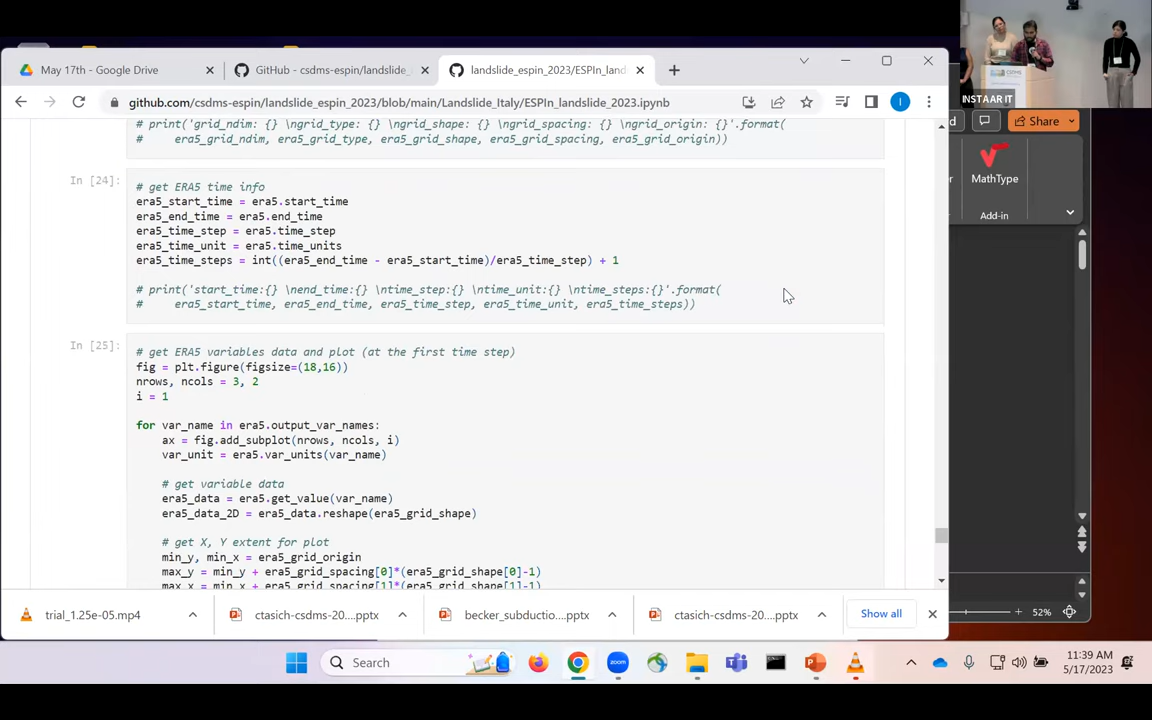 May 17th - Google Drive
GitHub - csdms-espin/landslide_
landslide_espin_2023/ESPIn_land
github.com/csdms-espin/landslide_espin_2023/blob/main/Landslide_Italy/ESPIn_landslide_2023.ipynb
I
INSTAAR IT
d
Share
MathType
Add-in
# print('grid_ndim: {} \ngrid_type: {} \ngrid_shape: {} \ngrid_spacing: {} \ngrid_origin: {}'.format(
# era5_grid_ndim, era5_grid_type, era5_grid_shape, era5_grid_spacing, era5_grid_origin))
In [24]:
# get ERA5 time info
era5_start_time = era5.start_time
era5_end_time = era5.end_time
era5_time_step = era5.time_step
era5_time_unit = era5.time_units
era5_time_steps = int((era5_end_time - era5_start_time)/era5_time_step) + 1
# print('start_time:{} \nend_time:{} \ntime_step:{} \ntime_unit:{} \ntime_steps:{}'.format(
# era5_start_time, era5_end_time, era5_time_step, era5_time_unit, era5_time_steps))
In [25]:
# get ERA5 variables data and plot (at the first time step)
fig = plt.figure(figsize=(18,16))
nrows, ncols = 3, 2
i = 1
for var_name in era5.output_var_names:
ax = fig.add_subplot(nrows, ncols, i)
var_unit = era5.var_units(var_name)
# get variable data
era5_data = era5.get_value(var_name)
era5_data_2D = era5_data.reshape(era5_grid_shape)
# get X, Y extent for plot
min_y, min_x = era5_grid_origin
max_y = min_y + era5_grid_spacing[0]*(era5_grid_shape[0]-1)
max_x = min_x + era5_grid_spacing[1]*(era5_grid_shape[1]-1)
trial_1.25e-05.mp4
ctasich-csdms-20....pptx
becker_subductio....pptx
ctasich-csdms-20....pptx
Show all
52%
Search
11:39 AM
5/17/2023